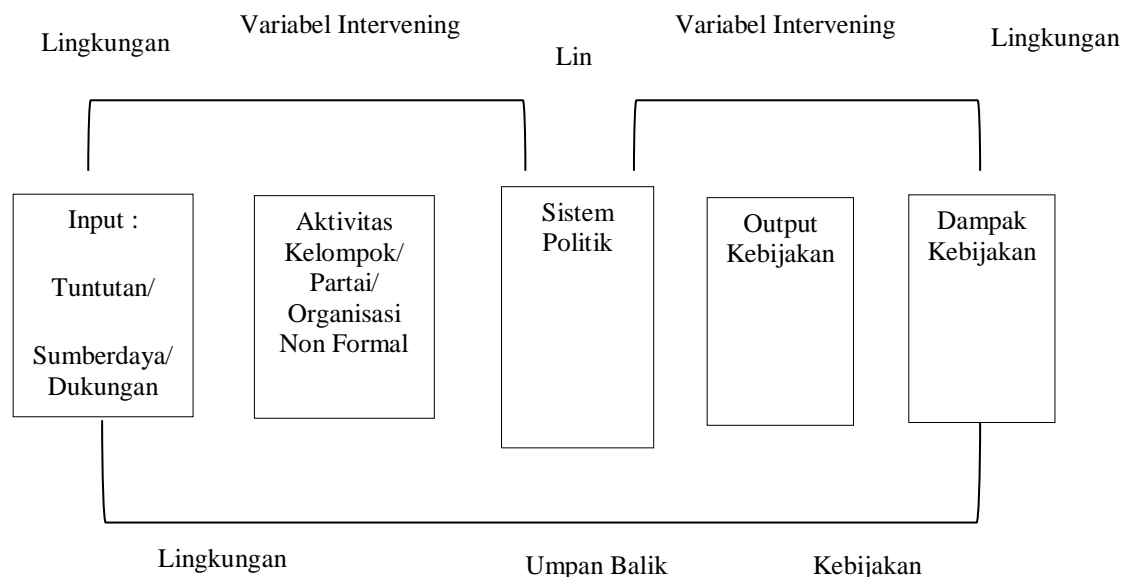 Variabel Intervening
Variabel Intervening
Lingkungan
Lin
Lingkungan
Input :
Tuntutan/
Sumberdaya/
Dukungan
Aktivitas
Kelompok/
Partai/
Organisasi
Non Formal
Sistem
Politik
Output
Kebijakan
Dampak
Kebijakan
Lingkungan
Umpan Balik
Kebijakan